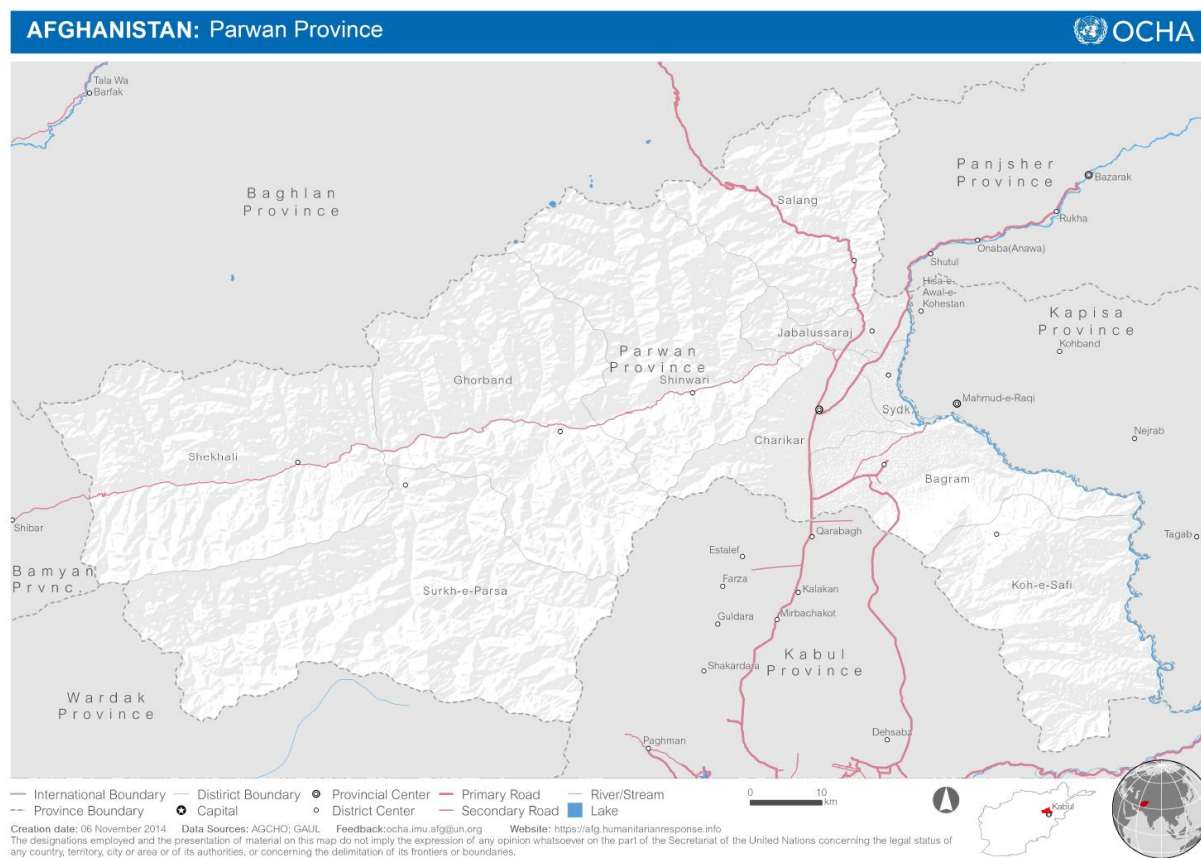 AFGHANISTAN: Parwan Province
OCHA
Tala Wa
Barfak
Baghlan
Province
Panjsher
Province
Bazarak
Salang
Rukha
Onaba(Anawa)
Shutul
Hisa-e-
Awal-e-
Kohestan
Kapisa
Province
Kohband
Jabalussaraj
Parwan
Province
Ghorband
Shinwari
Mahmud-e-Raqi
Sydk
Charikar
Nejrab
Shekhali
Bagram
Shibar
Qarabagh
Tagab
Estalef
Bamyan
Prvnc.
Farza
Koh-e-Safi
Surkh-e-Parsa
Kalakan
Guldara
Mirbachakot
Kabul
Province
Shakardara
Wardak
Province
Paghman
Dehsabz
International Boundary
District Boundary
Provincial Center
Primary Road
River/Stream
Province Boundary
Capital
District Center
Secondary Road
Lake
0 10
km
Kabul
Creation date: 06 November 2014 Data Sources: AGCHO; GAUL Feedback:ocha.imu.afg@un.org Website: https://afg.humanitarianresponse.info
The designations employed and the presentation of material on this map do not imply the expression of any opinion whatsoever on the part of the Secretariat of the United Nations concerning the legal status of
any country, territory, city or area or of its authorities, or concerning the delimitation of its frontiers or boundaries.